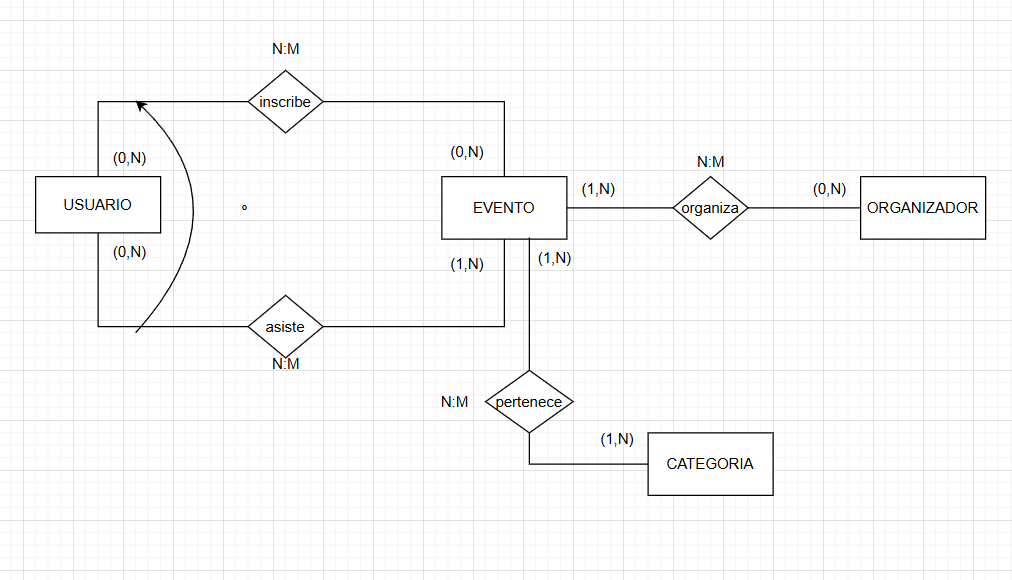 N:M
inscribe
(0,N)
(0,N)
N:M
(1,N)
(0,N)
USUARIO
EVENTO
organiza
ORGANIZADOR
(0,N)
(1,N)
(1,N)
asiste
N:M
N:M
pertenece
(1,N)
CATEGORIA